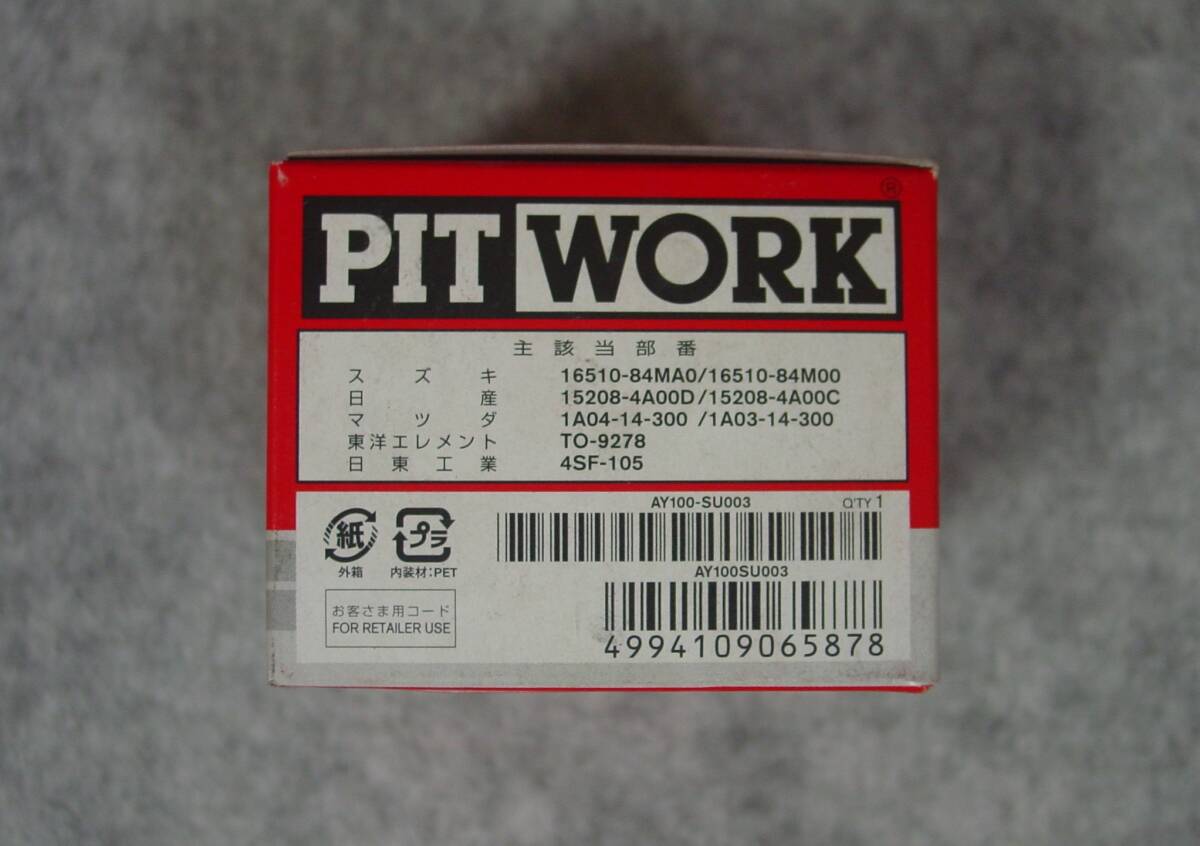 ®
PIT WORK
主該当部番
スズキ 16510-84MA0/16510-84M00
日産 15208-4A00D/15208-4A00C
マツダ 1A04-14-300 /1A03-14-300
東洋エレメント TO-9278
日東工業 4SF-105
AY100-SU003 Q'TY 1
紙 プラ
外箱 内装材:PET
AY100SU003
お客さま用コード
FOR RETAILER USE
4994109065878